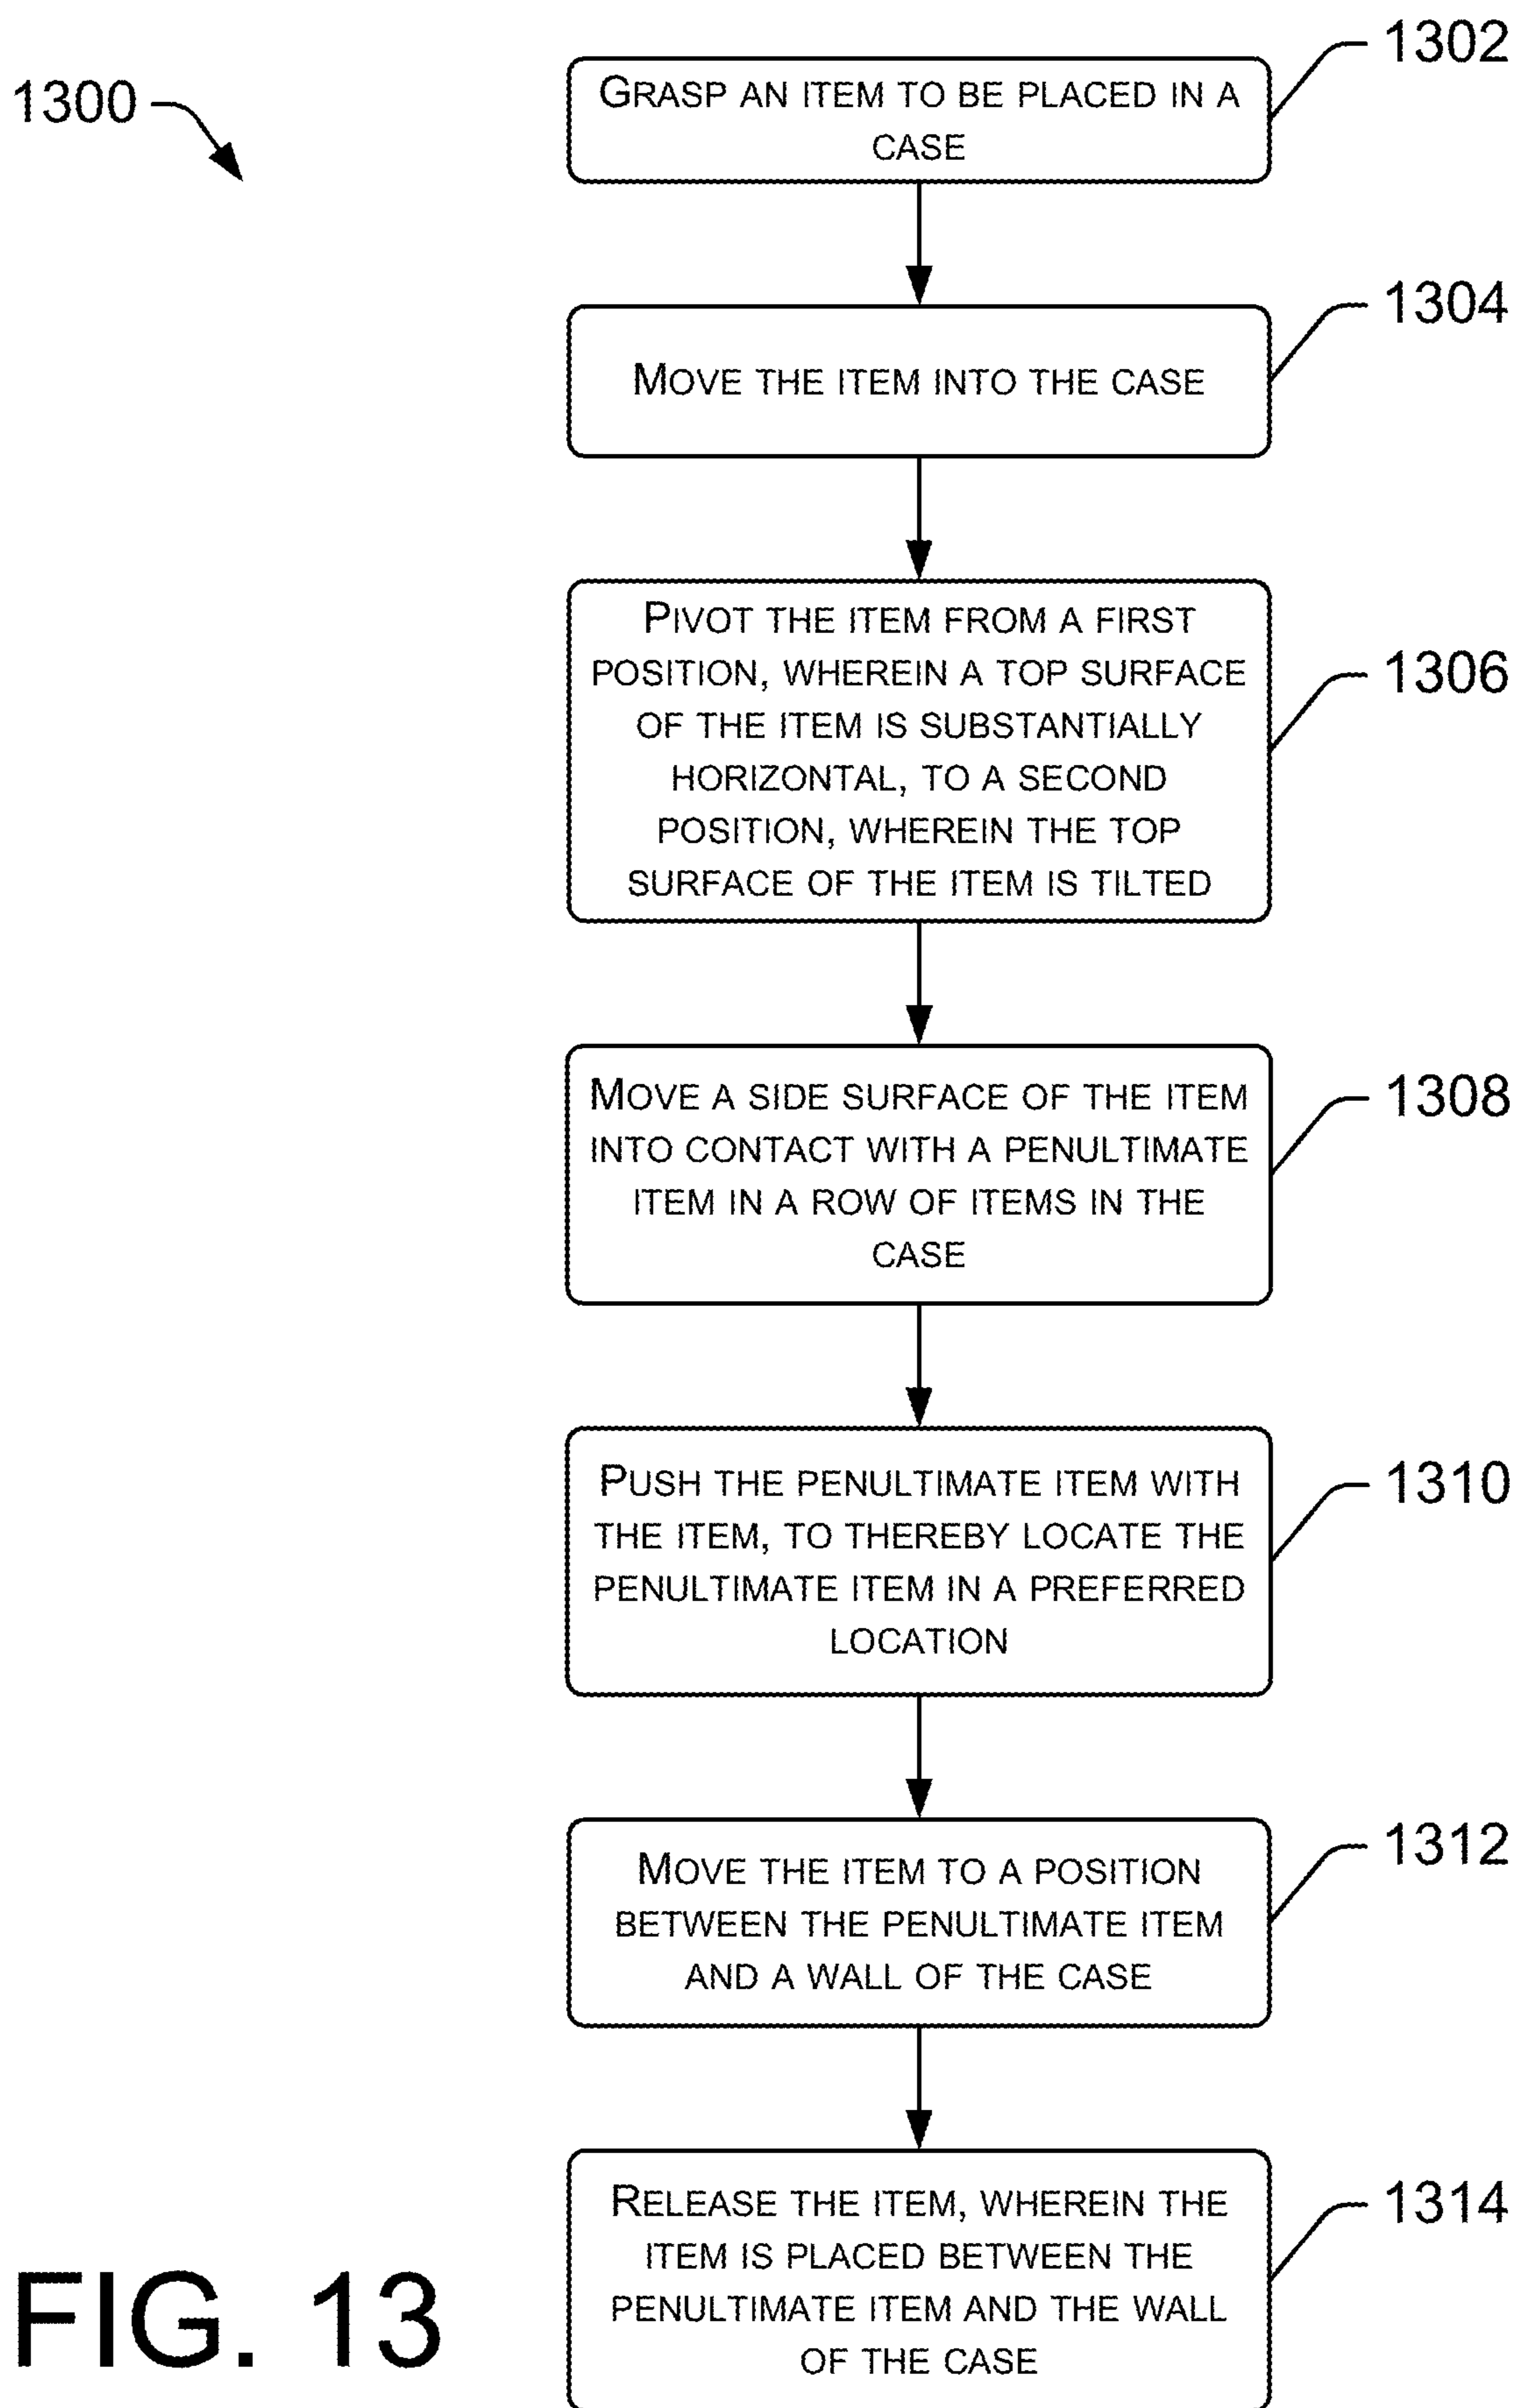 1300
1302
GRASP AN ITEM TO BE PLACED IN A
CASE
1304
MOVE THE ITEM INTO THE CASE
1306
PIVOT THE ITEM FROM A FIRST
POSITION, WHEREIN A TOP SURFACE
OF THE ITEM IS SUBSTANTIALLY
HORIZONTAL, TO A SECOND
POSITION, WHEREIN THE TOP
SURFACE OF THE ITEM IS TILTED
1308
MOVE A SIDE SURFACE OF THE ITEM
INTO CONTACT WITH A PENULTIMATE
ITEM IN A ROW OF ITEMS IN THE
CASE
1310
PUSH THE PENULTIMATE ITEM WITH
THE ITEM, TO THEREBY LOCATE THE
PENULTIMATE ITEM IN A PREFERRED
LOCATION
1312
MOVE THE ITEM TO A POSITION
BETWEEN THE PENULTIMATE ITEM
AND A WALL OF THE CASE
1314
RELEASE THE ITEM, WHEREIN THE
ITEM IS PLACED BETWEEN THE
PENULTIMATE ITEM AND THE WALL
OF THE CASE
FIG. 13